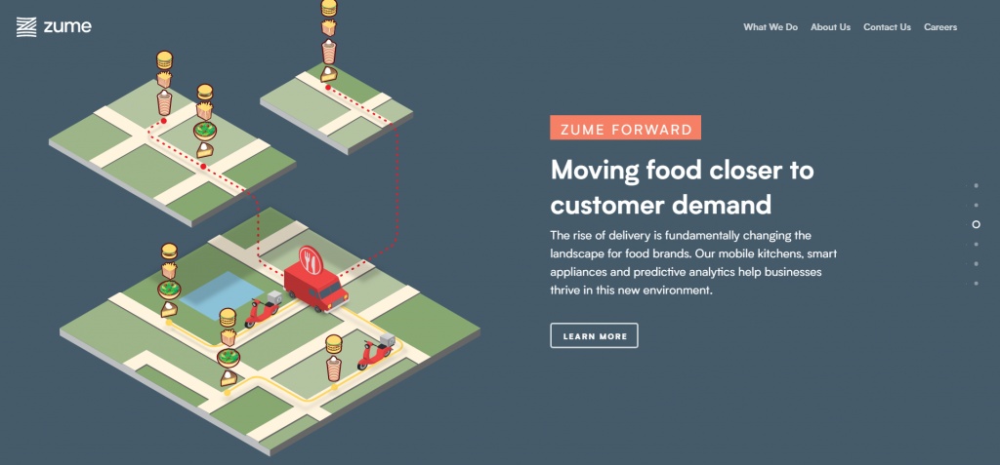 zume
What We Do
About Us
Contact Us
Careers
ZUME FORWARD
Moving food closer to
customer demand
The rise of delivery is fundamentally changing the
landscape for food brands. Our mobile kitchens, smart
appliances and predictive analytics help businesses
thrive in this new environment.
LEARN MORE